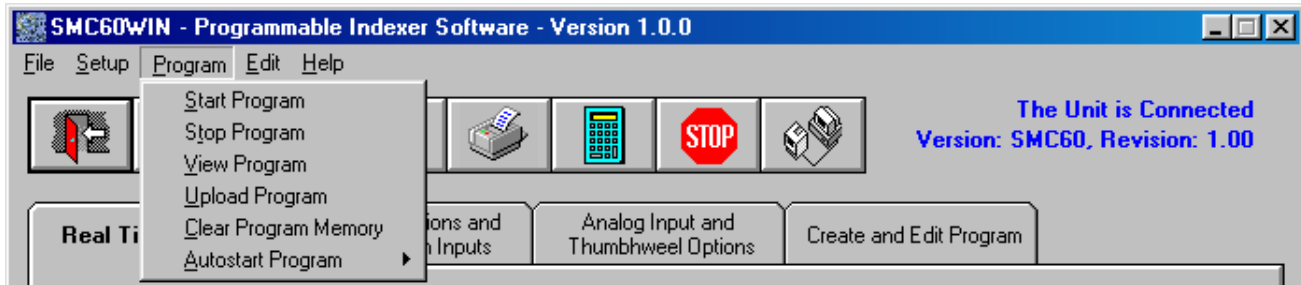 SMC60WIN - Programmable Indexer Software - Version 1.0.0
File Setup Program Edit Help
Start Program
Stop Program
View Program
Upload Program
Clear Program Memory
Autostart Program
STOP
The Unit is Connected
Version: SMC60, Revision: 1.00
Real Ti
ions and
Inputs
Analog Input and
Thumbhweel Options
Create and Edit Program